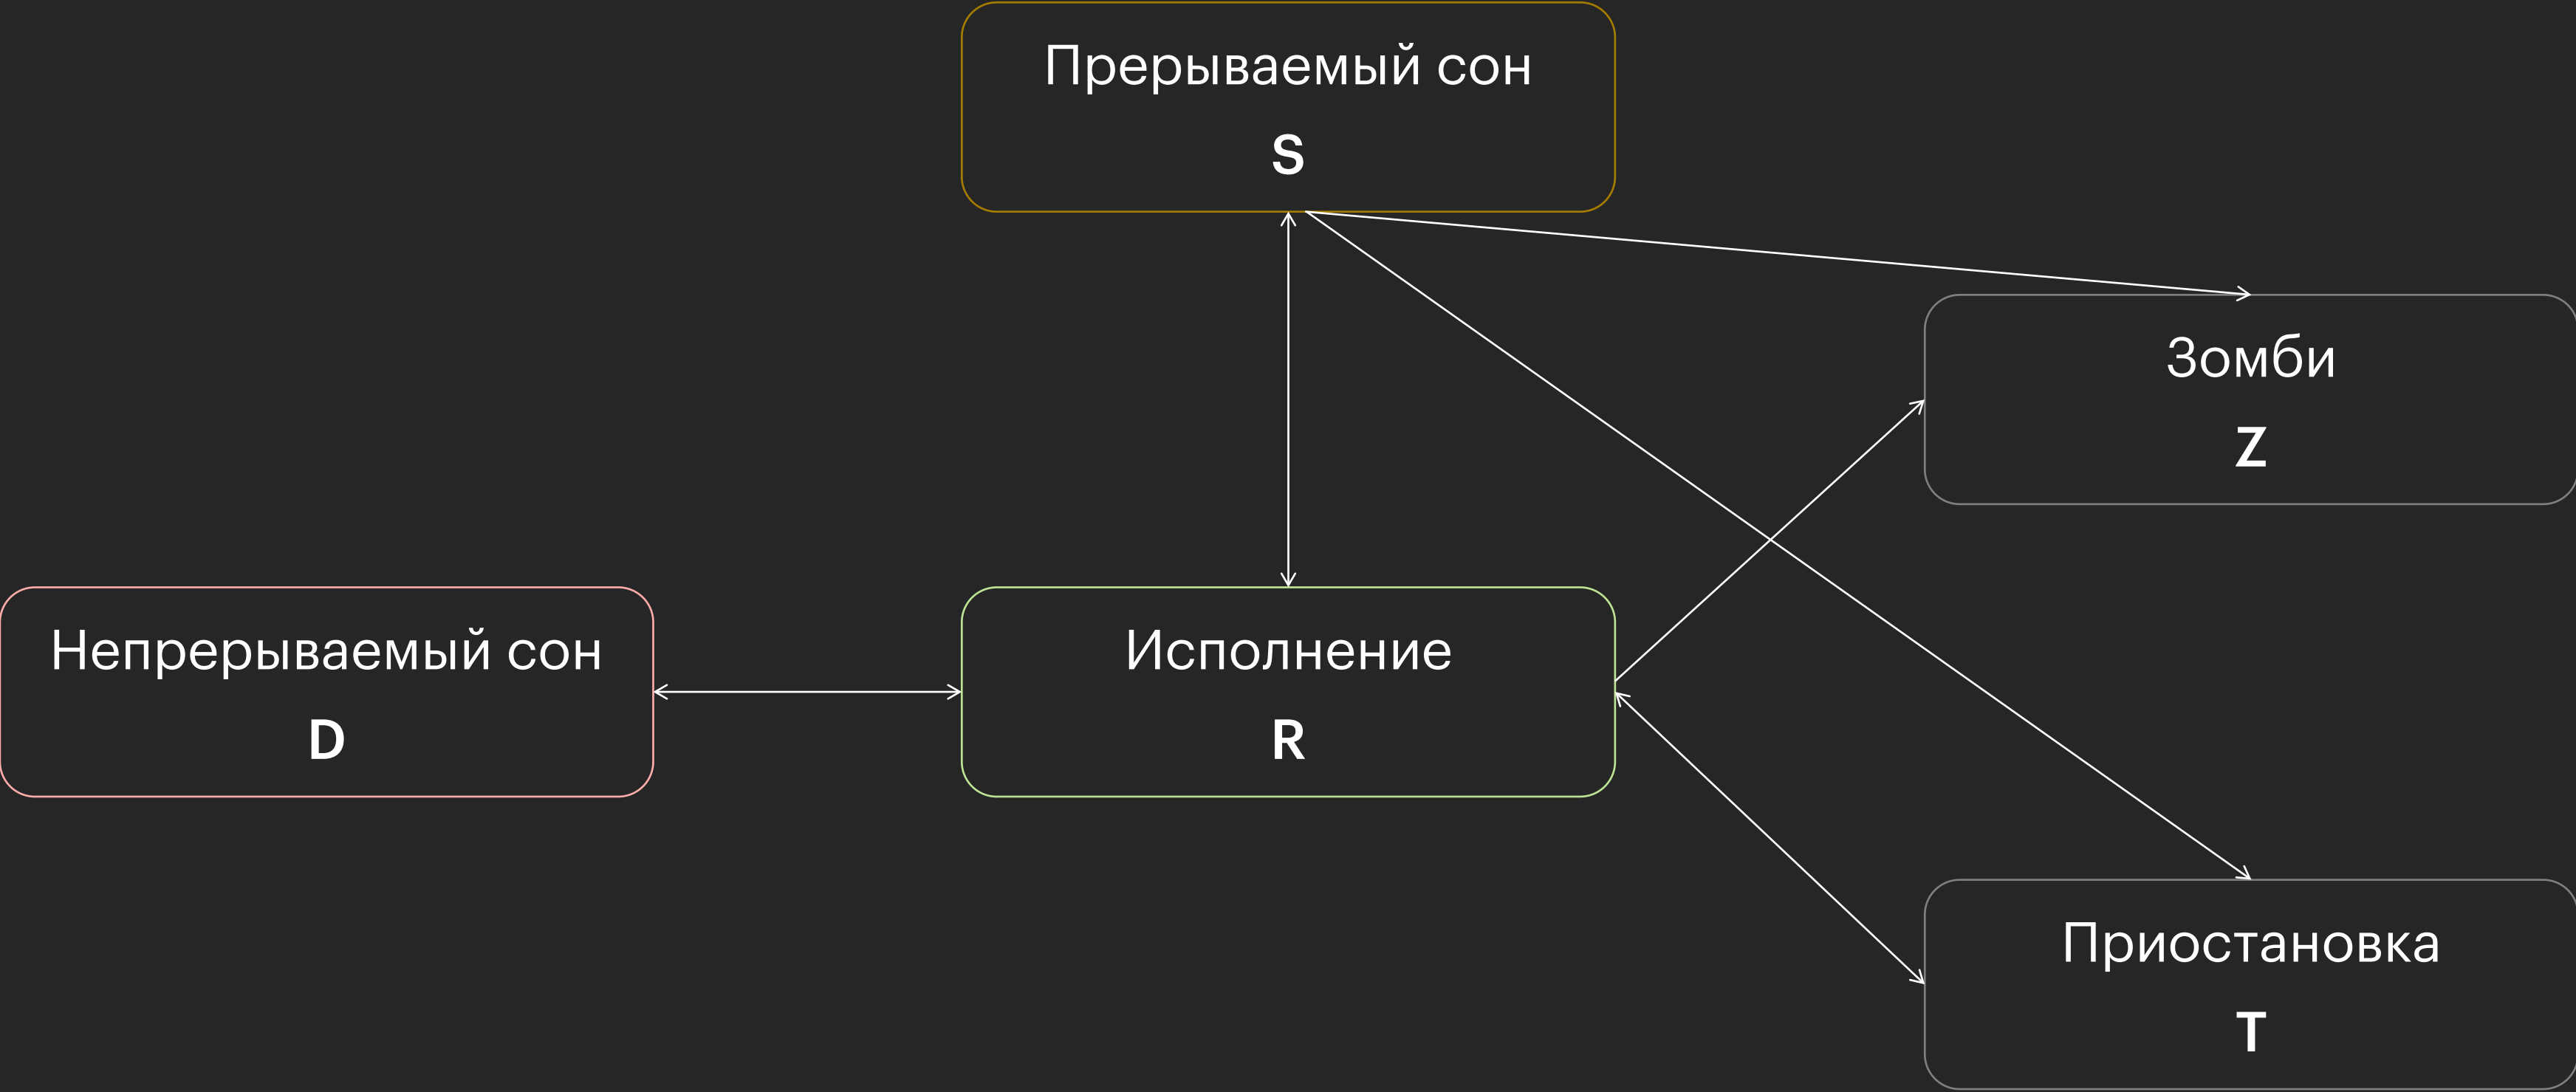 Прерываемый сон
S
Зомби
Z
Непрерываемый сон
D
Исполнение
R
Приостановка
T